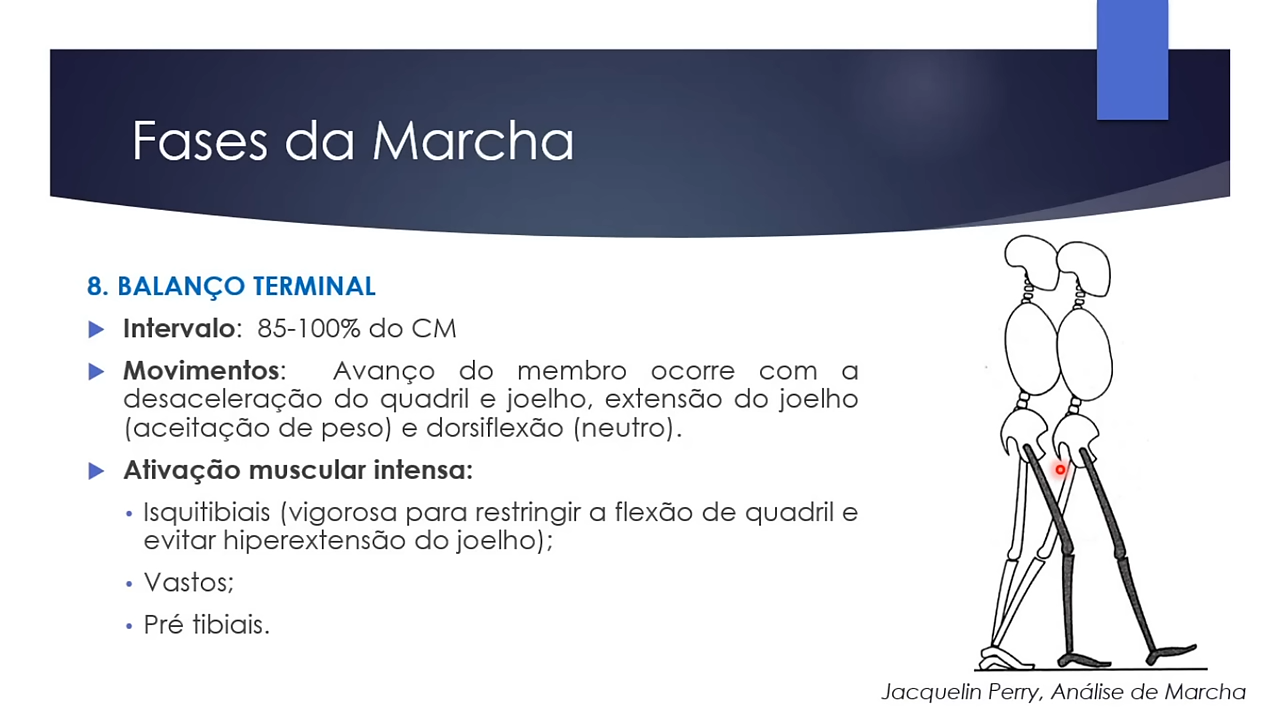 Fases da Marcha
8. BALANÇO TERMINAL
Intervalo: 85-100% do CM
Movimentos: Avanço do membro ocorre com a
desaceleração do quadril e joelho, extensão do joelho
(aceitação de peso) e dorsiflexão (neutro).
Ativação muscular intensa:
Isquitibiais (vigorosa para restringir a flexão de quadril e
evitar hiperextensão do joelho);
Vastos;
Pré tibiais.
Jacquelin Perry, Análise de Marcha